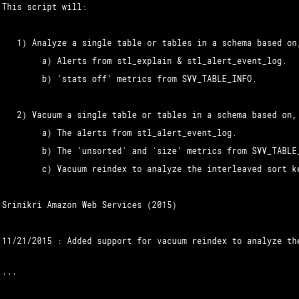 This script will:
1) Analyze a single table or tables in a schema based on,
a) Alerts from stl_explain & stl_alert_event_log.
b) 'stats off' metrics from SVV_TABLE_INFO.
2) Vacuum a single table or tables in a schema based on,
a) The alerts from stl_alert_event_log.
b) The 'unsorted' and 'size' metrics from SVV_TABLE_
c) Vacuum reindex to analyze the interleaved sort ke
Srinikri Amazon Web Services (2015)
11/21/2015 : Added support for vacuum reindex to analyze the
...